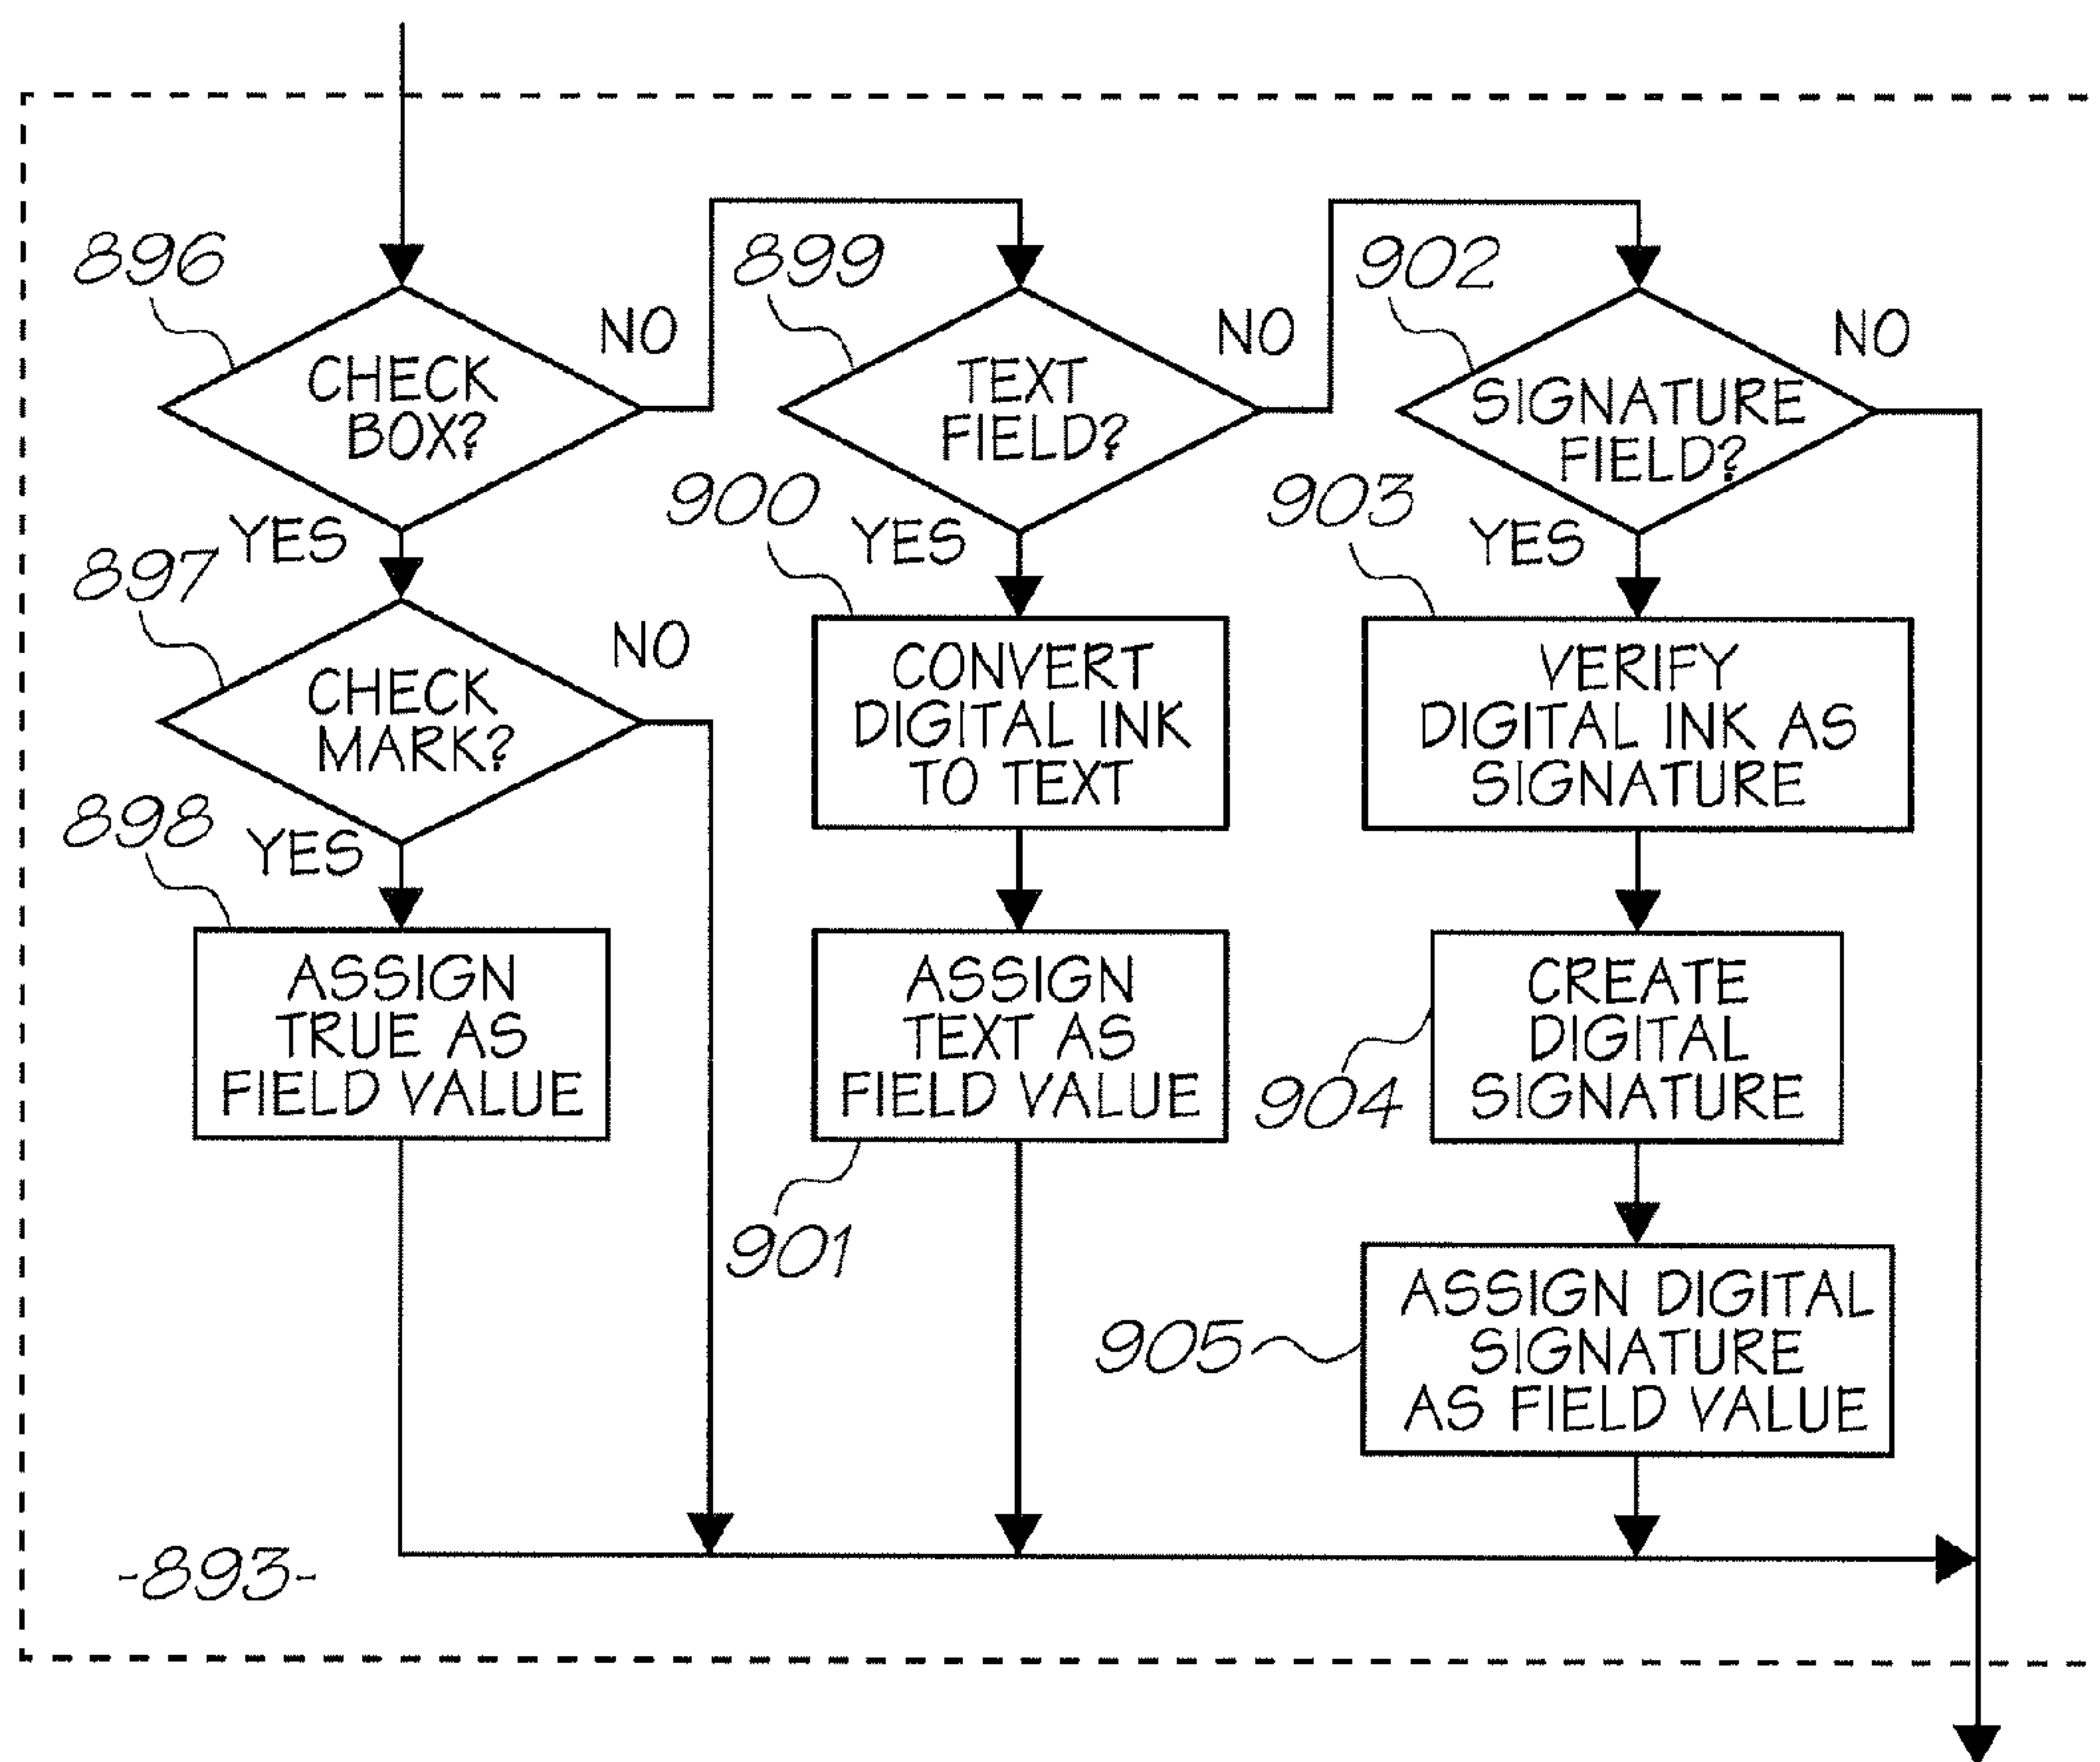 896
CHECK
BOX?
NO
YES
897
CHECK
MARK?
NO
YES
898
ASSIGN
TRUE AS
FIELD VALUE
899
TEXT
FIELD?
NO
YES
900
CONVERT
DIGITAL INK
TO TEXT
ASSIGN
TEXT AS
FIELD VALUE
901
902
SIGNATURE
FIELD?
NO
YES
903
VERIFY
DIGITAL INK AS
SIGNATURE
CREATE
DIGITAL
SIGNATURE
904
ASSIGN DIGITAL
SIGNATURE
AS FIELD VALUE
905
-893-